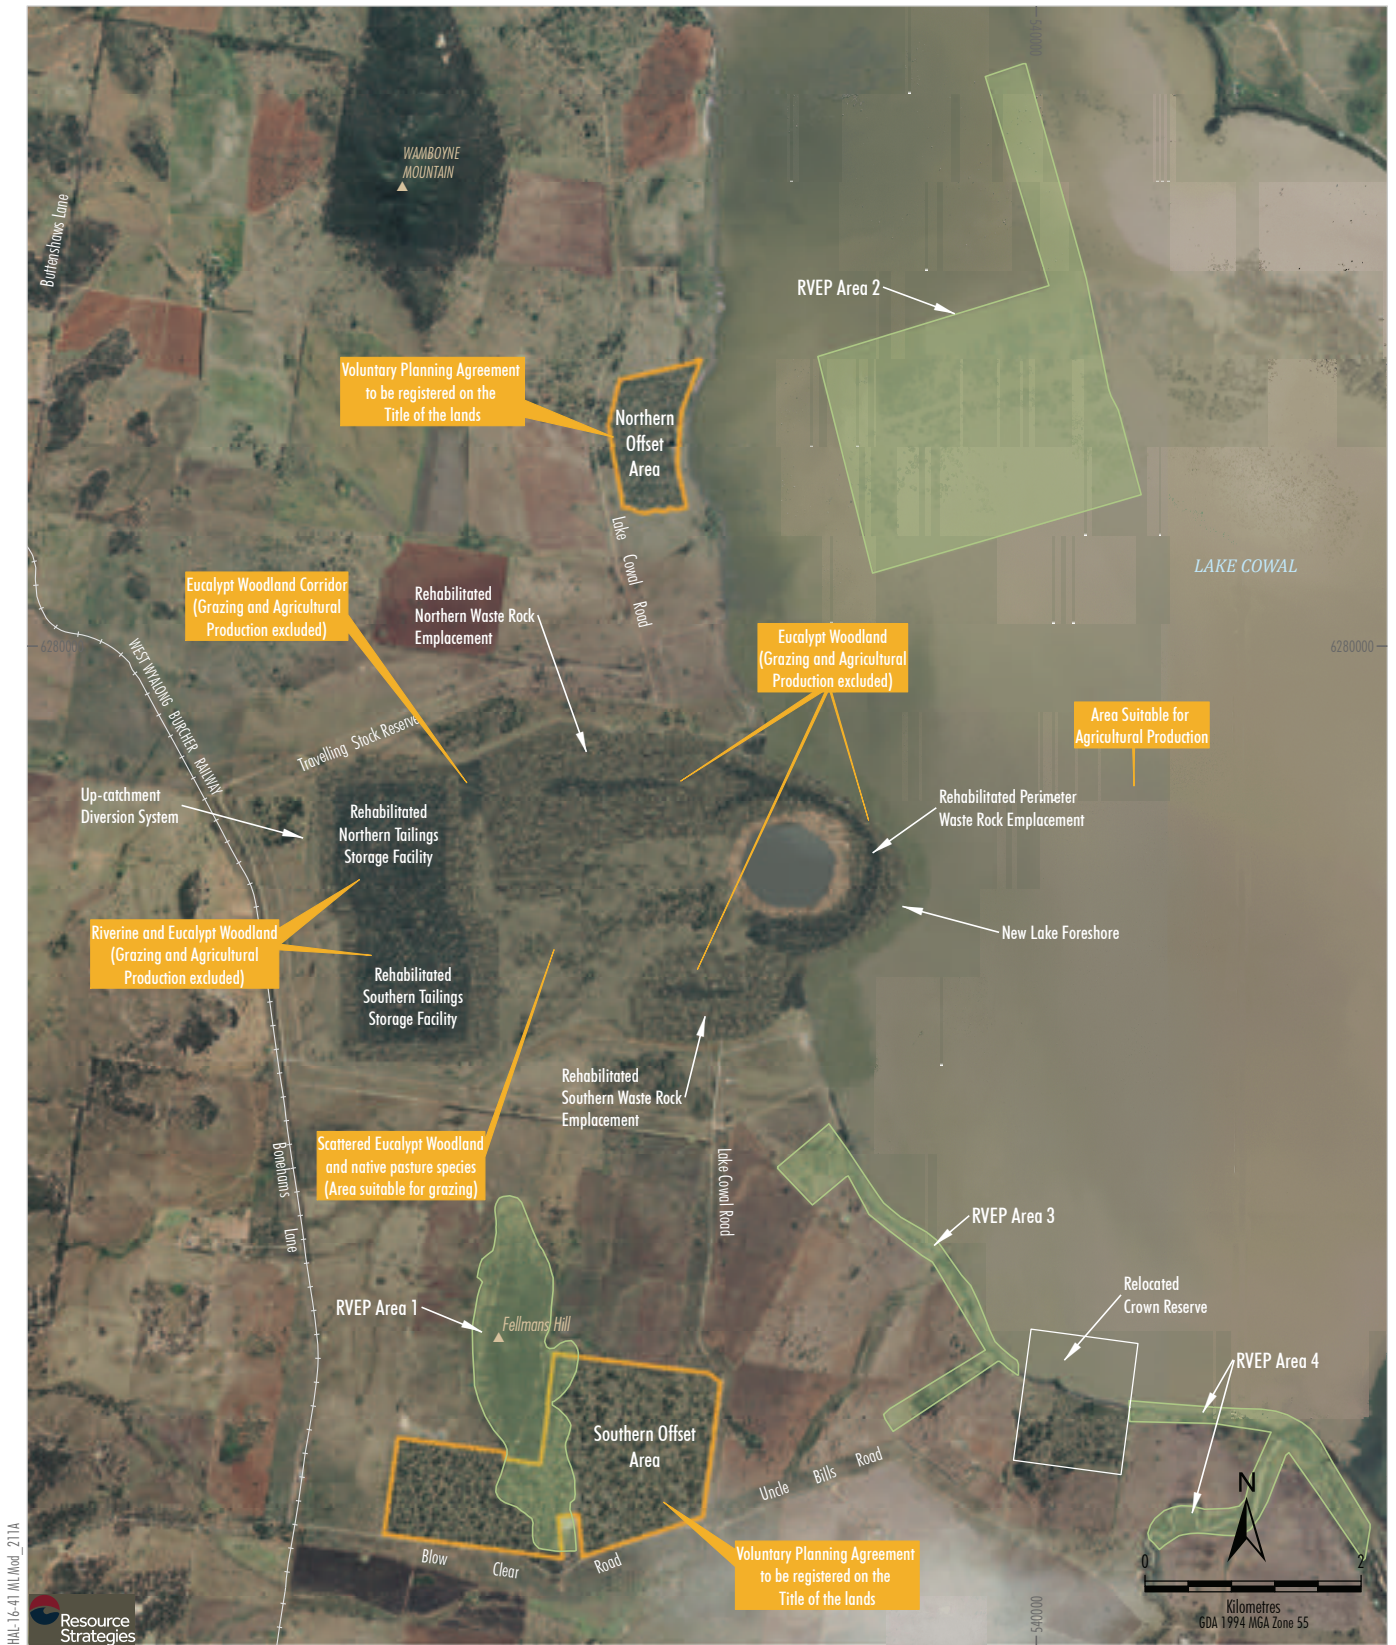 540000
WAMBOYNE
MOUNTAIN
Buttenshaws Lane
RVEP Area 2
Voluntary Planning Agreement
to be registered on the
Title of the lands
Northern
Offset
Area
Lake Cowal Road
LAKE COWAL
Eucalypt Woodland Corridor
(Grazing and Agricultural
Production excluded)
Rehabilitated
Northern Waste Rock
Emplacement
Eucalypt Woodland
(Grazing and Agricultural
Production excluded)
6280000
6280000
WEST WYALONG BURCHER RAILWAY
Travelling Stock Reserve
Area Suitable for
Agricultural Production
Up-catchment
Diversion System
Rehabilitated
Northern Tailings
Storage Facility
Rehabilitated Perimeter
Waste Rock Emplacement
Riverine and Eucalypt Woodland
(Grazing and Agricultural
Production excluded)
New Lake Foreshore
Rehabilitated
Southern Tailings
Storage Facility
Rehabilitated
Southern Waste Rock
Emplacement
Scattered Eucalypt Woodland
and native pasture species
(Area suitable for grazing)
Bonehams Lane
Lake Cowal Road
RVEP Area 3
RVEP Area 1
Fellmans Hill
Relocated
Crown Reserve
RVEP Area 4
Southern Offset
Area
Uncle Bills Road
N
Blow Clear Road
Voluntary Planning Agreement
to be registered on the
Title of the lands
0
2
Kilometres
GDA 1994 MGA Zone 55
540000
HAL-16-41 MLMod_211A
Resource
Strategies